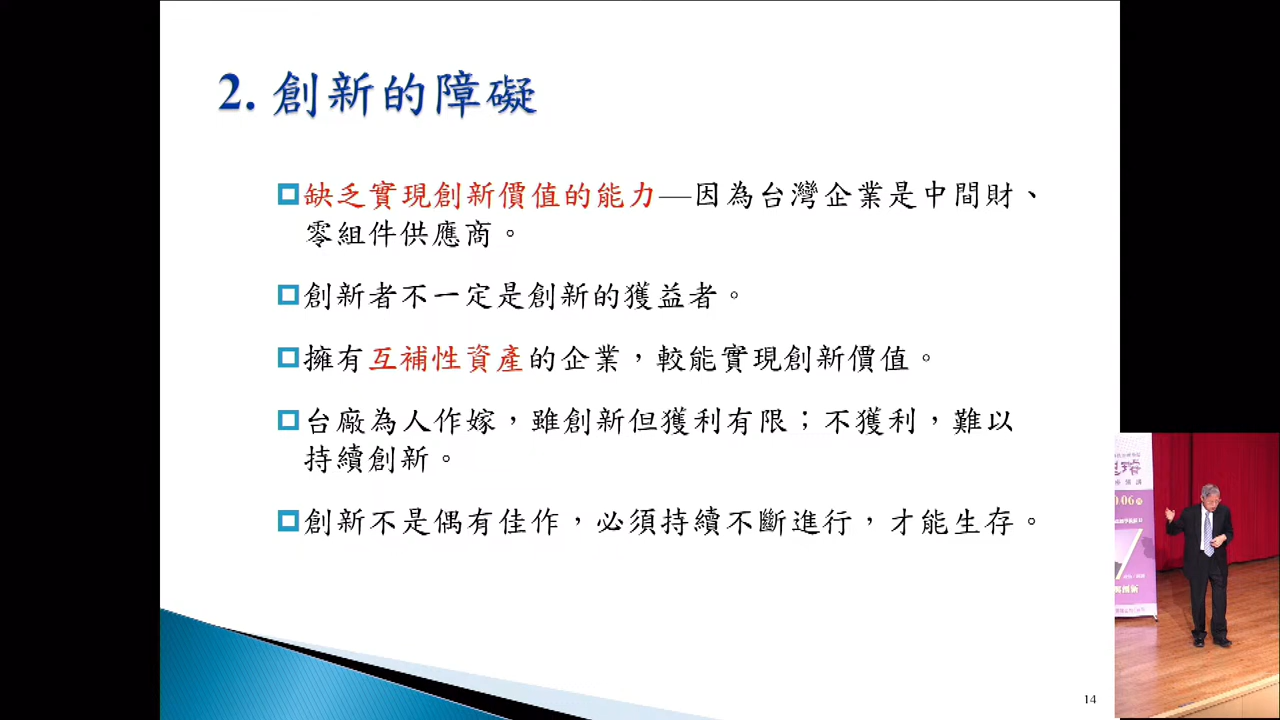 2. 創新的障礙
缺乏實現創新價值的能力—因為台灣企業是中間財、
零組件供應商。
創新者不一定是創新的獲益者。
擁有互補性資產的企業，較能實現創新價值。
台廠為人作嫁，雖創新但獲利有限；不獲利，難以
持續創新。
創新不是偶有佳作，必須持續不斷進行，才能生存。
14
06